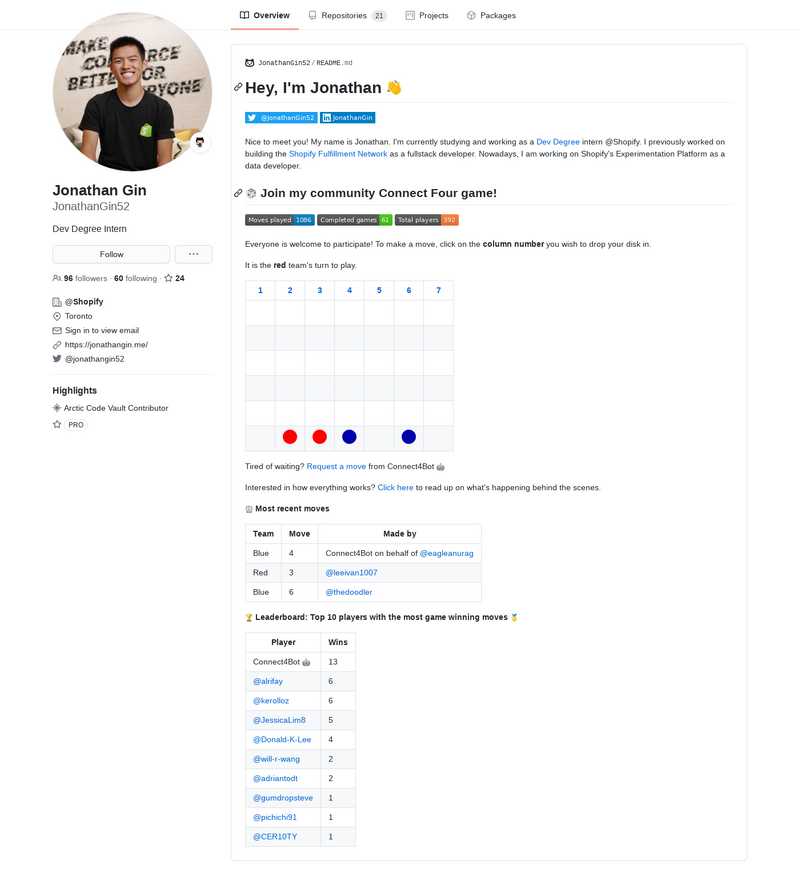 Overview Repositories 21 Projects Packages
MAKE
COMMERCE
BETTER FOR
EVERYONE
Jonathan Gin
JonathanGin52
Dev Degree Intern
Follow
96 followers · 60 following · 24
@Shopify
Toronto
Sign in to view email
https://jonathangin.me/
@jonathangin52
Highlights
Arctic Code Vault Contributor
PRO
JonathanGin52 / README.md
Hey, I'm Jonathan 👋
@JonathanGin52 JonathanGin
Nice to meet you! My name is Jonathan. I'm currently studying and working as a Dev Degree intern @Shopify. I previously worked on
building the Shopify Fulfillment Network as a fullstack developer. Nowadays, I am working on Shopify's Experimentation Platform as a
data developer.
🎲 Join my community Connect Four game!
Moves played 1086 Completed games 61 Total players 392
Everyone is welcome to participate! To make a move, click on the column number you wish to drop your disk in.
It is the red team's turn to play.
1 2 3 4 5 6 7
Tired of waiting? Request a move from Connect4Bot 🤖
Interested in how everything works? Click here to read up on what's happening behind the scenes.
Most recent moves
Team Move Made by
Blue 4 Connect4Bot on behalf of @eagleanurag
Red 3 @leeivan1007
Blue 6 @thedoodler
🏆 Leaderboard: Top 10 players with the most game winning moves 🏅
Player Wins
Connect4Bot 🤖 13
@alrifay 6
@kerolloz 6
@JessicaLim8 5
@Donald-K-Lee 4
@will-r-wang 2
@adriantodt 2
@gumdropsteve 1
@pichichi91 1
@CER10TY 1